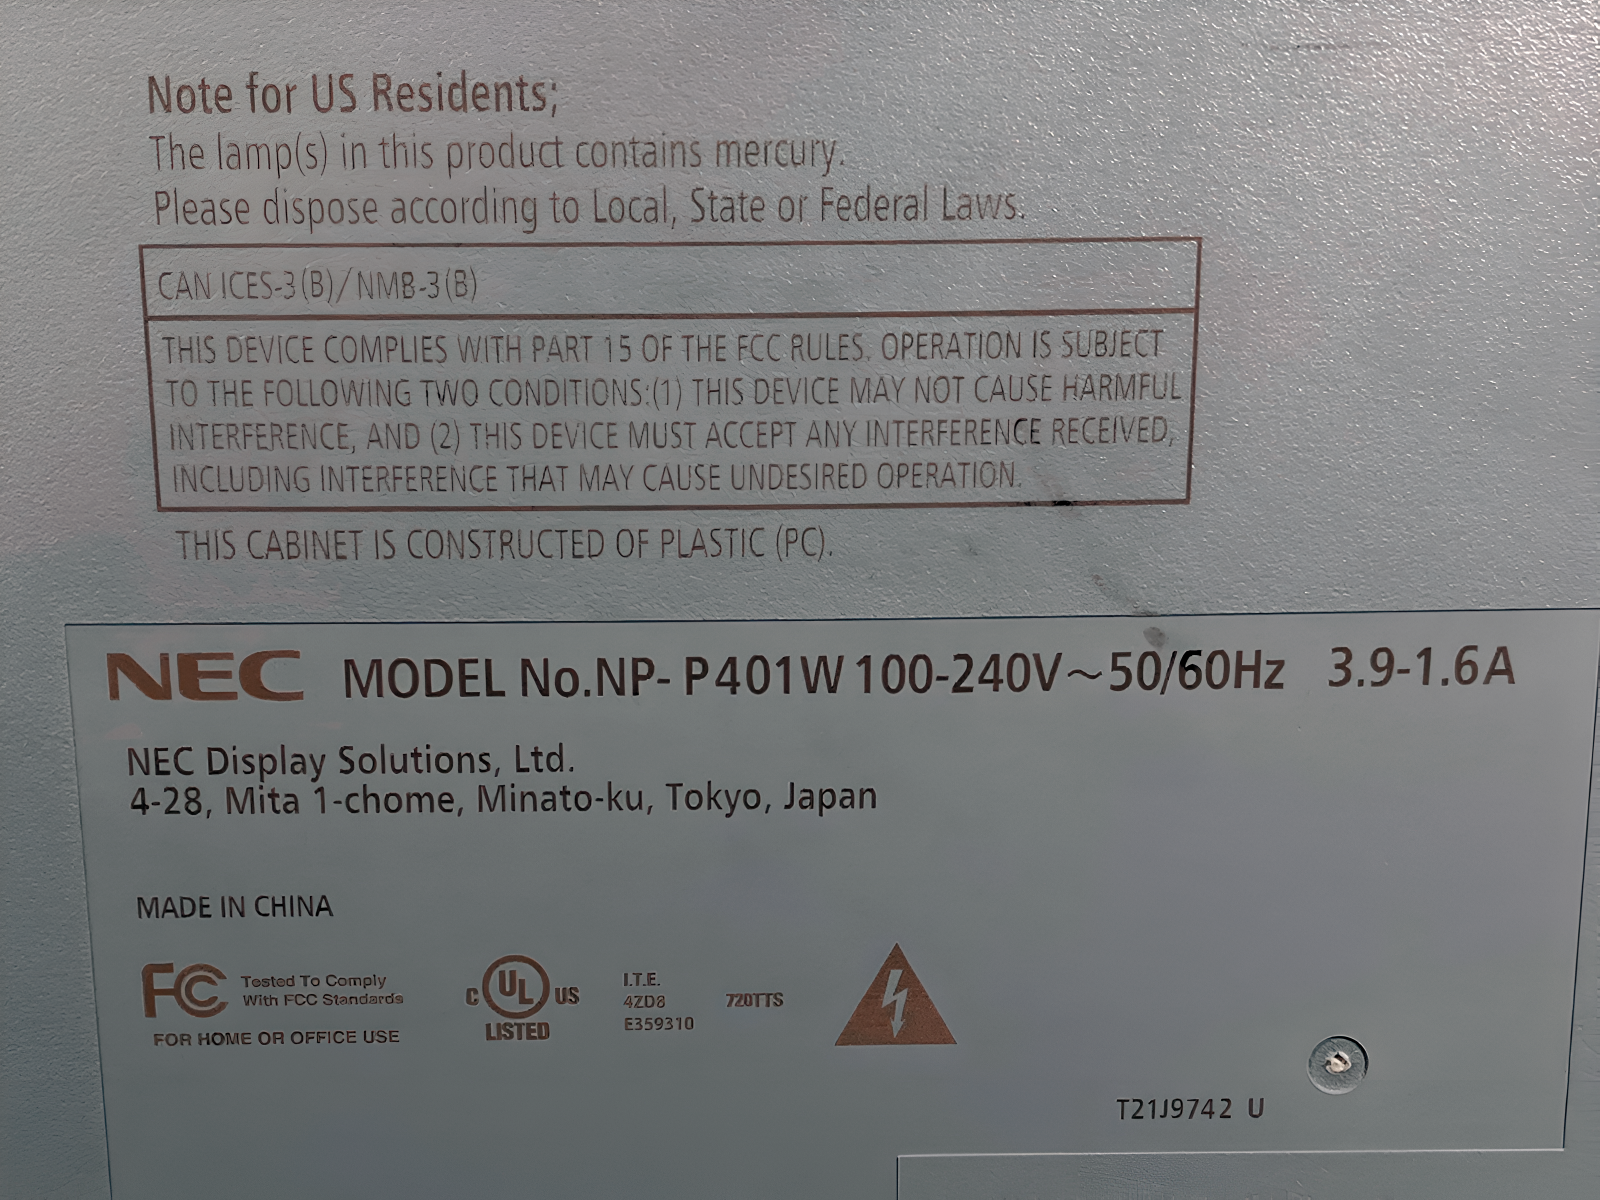 Note for US Residents;
The lamp(s) in this product contains mercury.
Please dispose according to Local, State or Federal Laws.
CAN ICES-3(B)/NMB-3(B)
THIS DEVICE COMPLIES WITH PART 15 OF THE FCC RULES. OPERATION IS SUBJECT
TO THE FOLLOWING TWO CONDITIONS:(1) THIS DEVICE MAY NOT CAUSE HARMFUL
INTERFERENCE, AND (2) THIS DEVICE MUST ACCEPT ANY INTERFERENCE RECEIVED,
INCLUDING INTERFERENCE THAT MAY CAUSE UNDESIRED OPERATION.
THIS CABINET IS CONSTRUCTED OF PLASTIC (PC).
NEC MODEL No.NP- P401W 100-240V~50/60Hz 3.9-1.6A
NEC Display Solutions, Ltd.
4-28, Mita 1-chome, Minato-ku, Tokyo, Japan
MADE IN CHINA
FC Tested To Comply
With FCC Standards
FOR HOME OR OFFICE USE
C UL US
LISTED
I.T.E.
4ZD8
E359310
720TTS
T21J9742 U